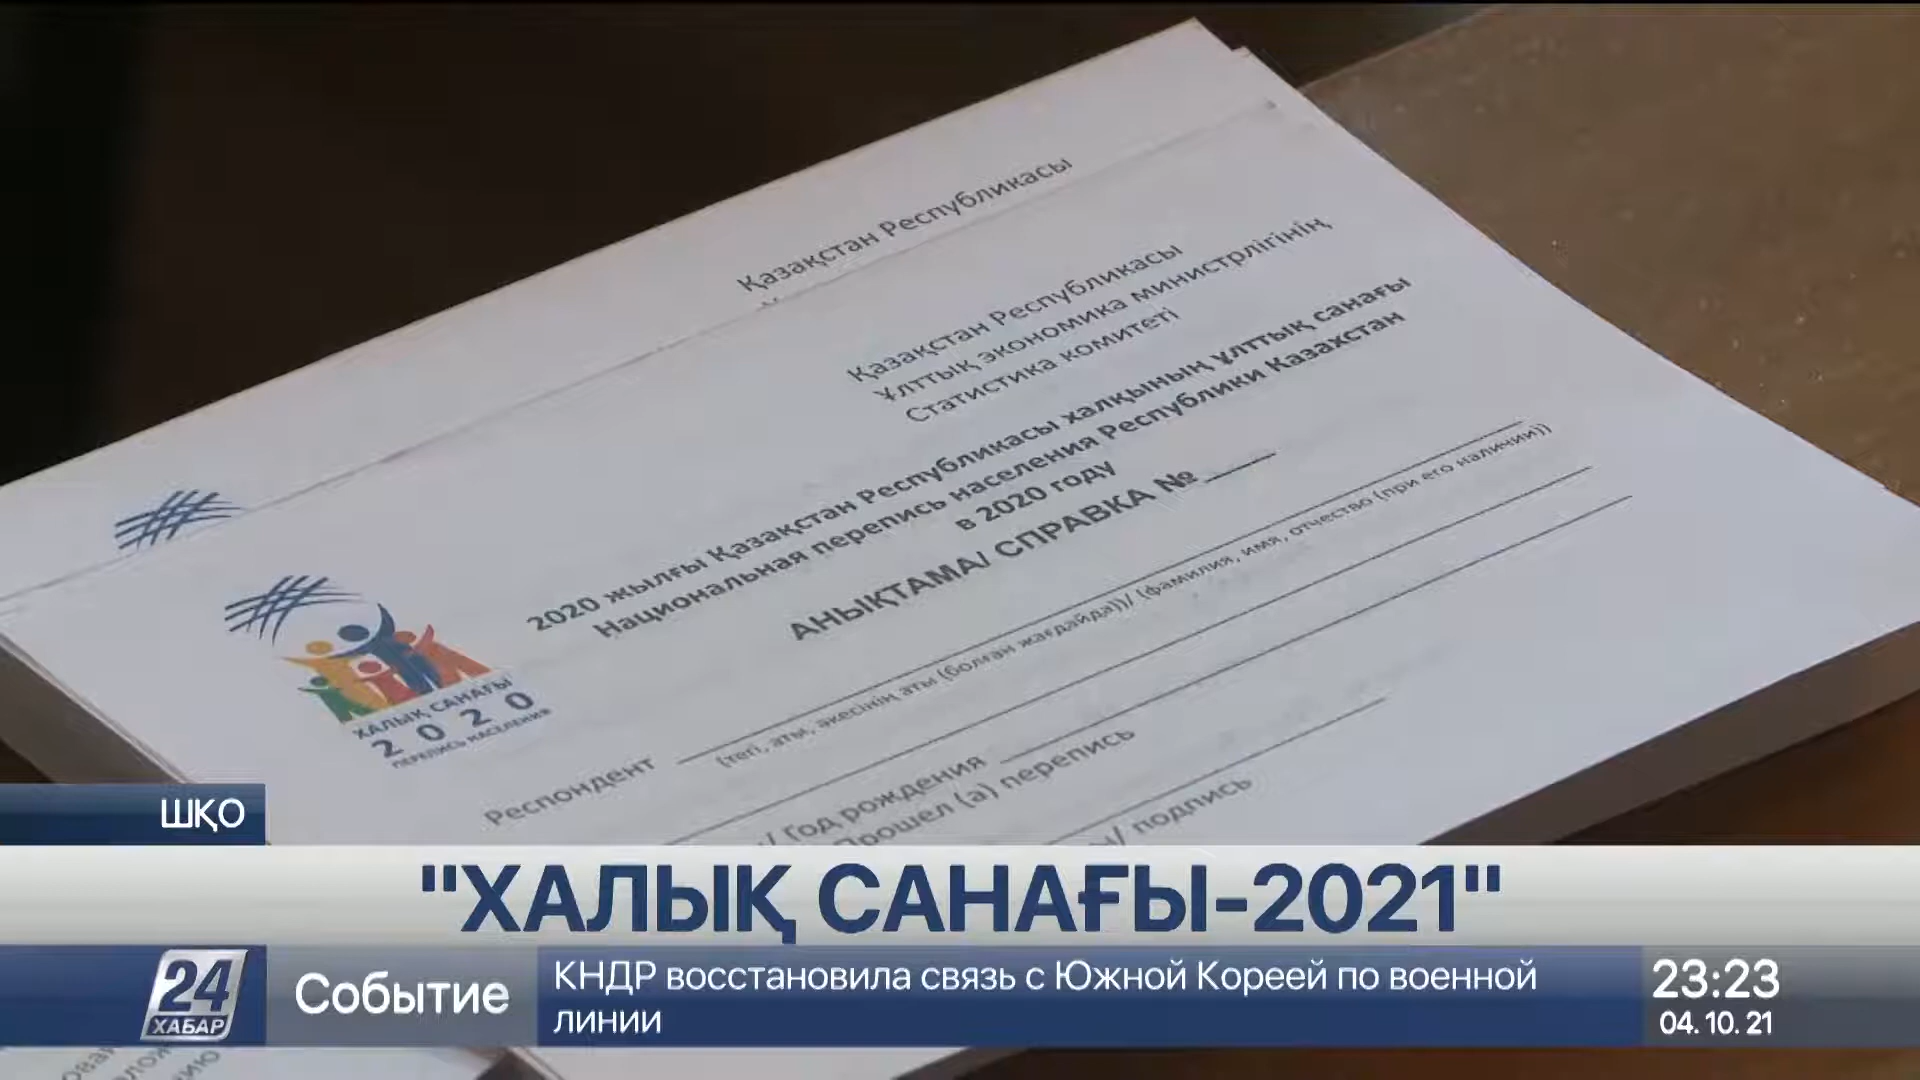 Қазақстан Республикасы
Қазақстан Республикасы
Ұлттық экономика министрлігінің
Статистика комитеті
2020 жылғы Қазақстан Республикасы халқының ұлттық санағы
Национальная перепись населения Республики Казахстан
в 2020 году
АНЫҚТАМА/ СПРАВКА №
ХАЛЫҚ САНАҒЫ
2020
ПЕРЕПИСЬ НАСЕЛЕНИЯ
Респондент
(тегі, аты, әкесінің аты (болған жағдайда))/ (фамилия, имя, отчество (при его наличии))
/ Год рождения
Прошел (а) перепись
/ подпись
ШҚО
"ХАЛЫҚ САНАҒЫ-2021"
24
ХАБАР
Событие
КНДР восстановила связь с Южной Кореей по военной
линии
23:23
04. 10. 21